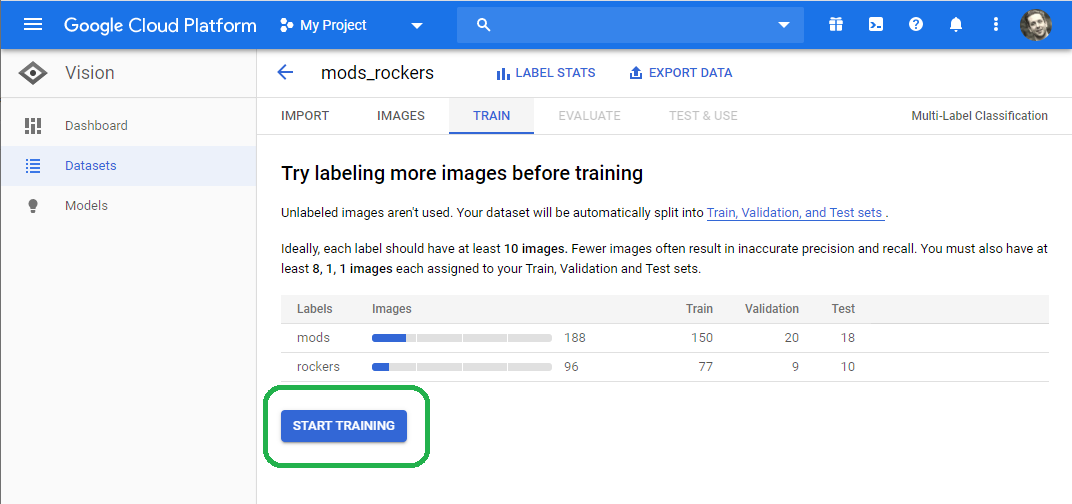 Google Cloud Platform My Project
Vision
mods_rockers LABEL STATS EXPORT DATA
Dashboard
Datasets
Models
IMPORT IMAGES TRAIN EVALUATE TEST & USE Multi-Label Classification
Try labeling more images before training
Unlabeled images aren't used. Your dataset will be automatically split into Train, Validation, and Test sets .
Ideally, each label should have at least 10 images. Fewer images often result in inaccurate precision and recall. You must also have at
least 8, 1, 1 images each assigned to your Train, Validation and Test sets.
Labels Images Train Validation Test
mods 188 150 20 18
rockers 96 77 9 10
START TRAINING